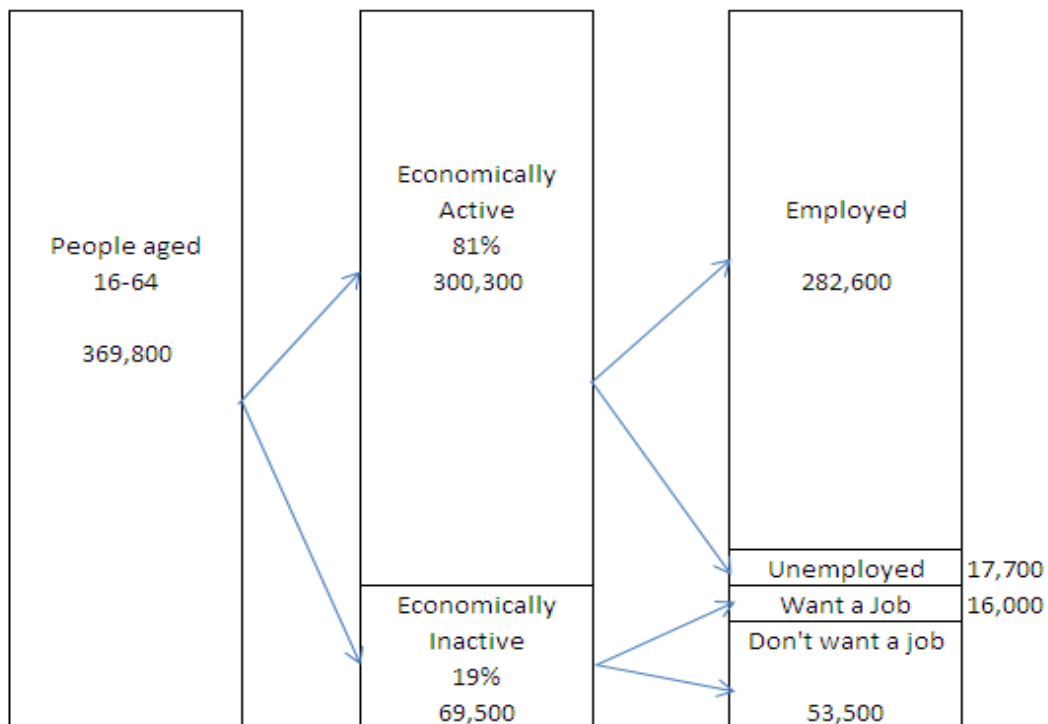 People aged
16-64
369,800
Economically
Active
81%
300,300
Economically
Inactive
19%
69,500
Employed
282,600
Unemployed 17,700
Want a Job 16,000
Don't want a job
53,500